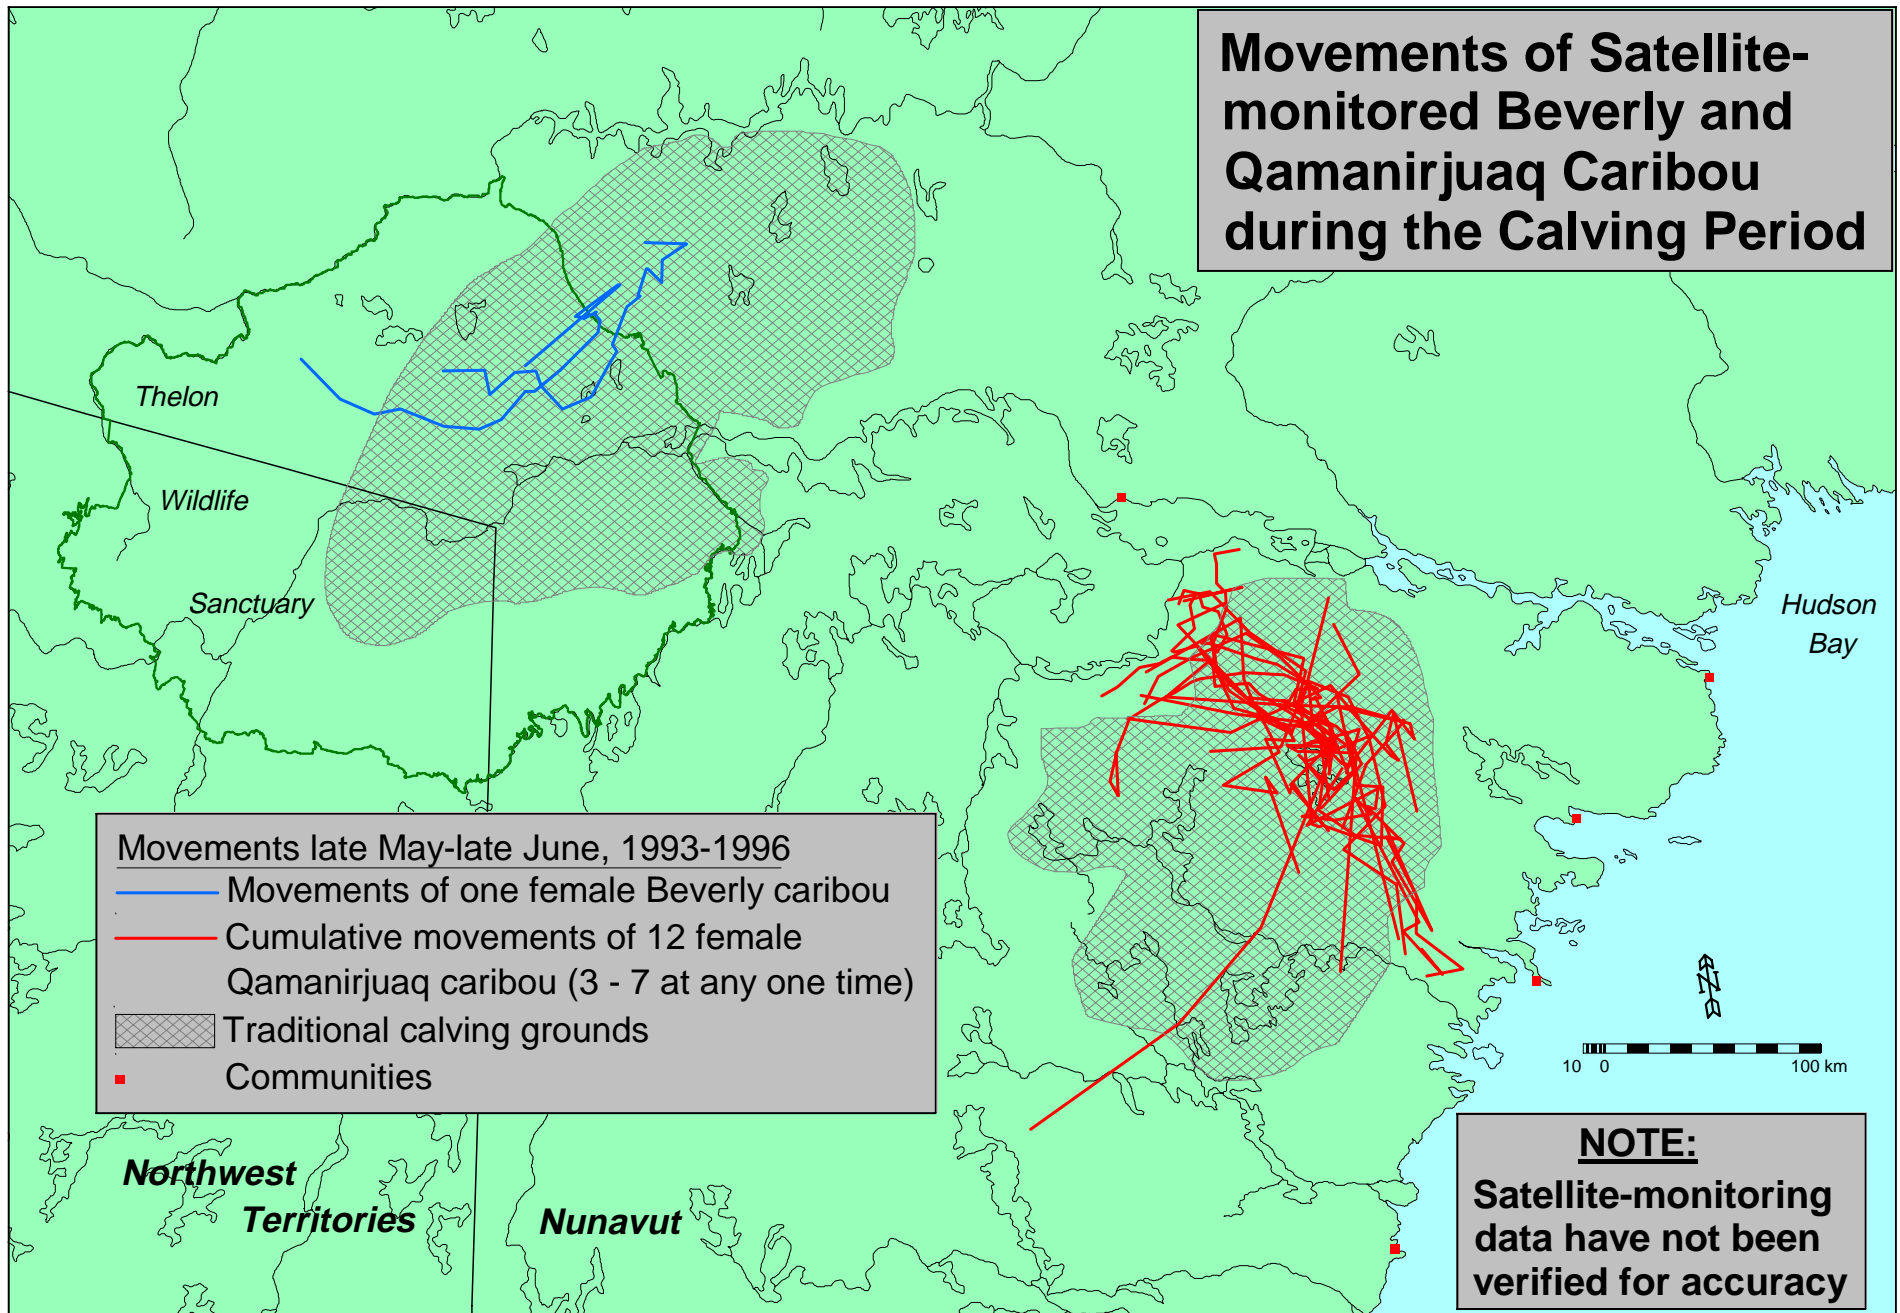 Movements of Satellite-
monitored Beverly and
Qamanirjuaq Caribou
during the Calving Period
Thelon
Wildlife
Sanctuary
Hudson
Bay
Movements late May-late June, 1993-1996
Movements of one female Beverly caribou
Cumulative movements of 12 female
Qamanirjuaq caribou (3 - 7 at any one time)
Traditional calving grounds
Communities
N
10 0 100 km
Northwest
Territories
Nunavut
NOTE:
Satellite-monitoring
data have not been
verified for accuracy